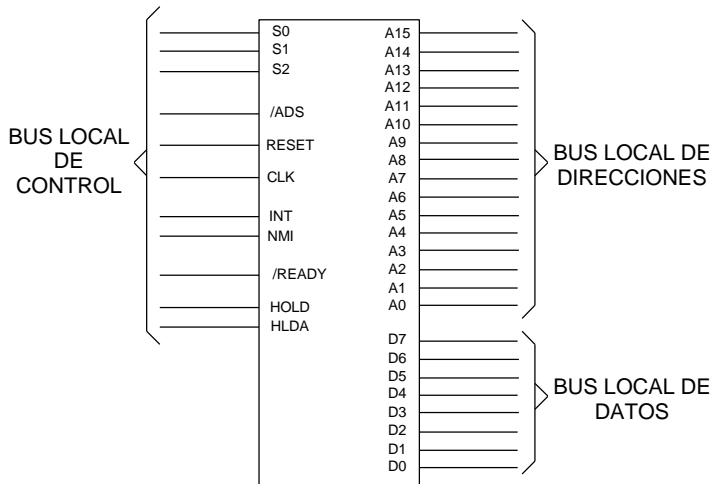 BUS LOCAL
DE
CONTROL
S0
S1
S2
/ADS
RESET
CLK
INT
NMI
/READY
HOLD
HLDA
A15
A14
A13
A12
A11
A10
A9
A8
A7
A6
A5
A4
A3
A2
A1
A0
D7
D6
D5
D4
D3
D2
D1
D0
BUS LOCAL DE
DIRECCIONES
BUS LOCAL DE
DATOS